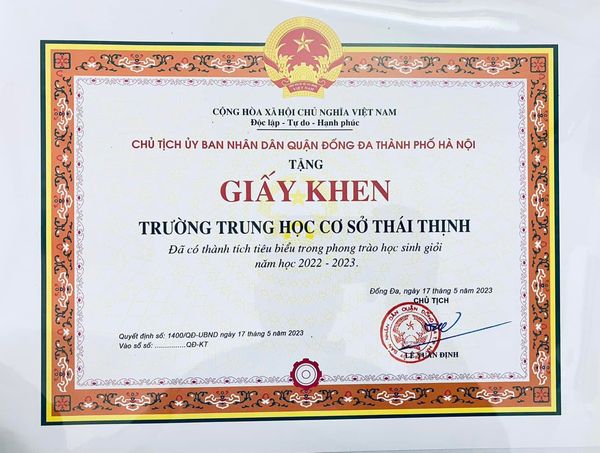 CỘNG HÒA XÃ HỘI CHỦ NGHĨA VIỆT NAM
Độc lập - Tự do - Hạnh phúc
CHỦ TỊCH ỦY BAN NHÂN DÂN QUẬN ĐỐNG ĐA THÀNH PHỐ HÀ NỘI
TẶNG
GIẤY KHEN
TRƯỜNG TRUNG HỌC CƠ SỞ THÁI THỊNH
Đã có thành tích tiêu biểu trong phong trào học sinh giỏi
năm học 2022 - 2023.
Đống Đa, ngày 17 tháng 5 năm 2023
CHỦ TỊCH
Quyết định số: 1400/QĐ-UBND ngày 17 tháng 5 năm 2023
Vào sổ số: ................QĐ-KT
LÊ TUẤN ĐỊNH